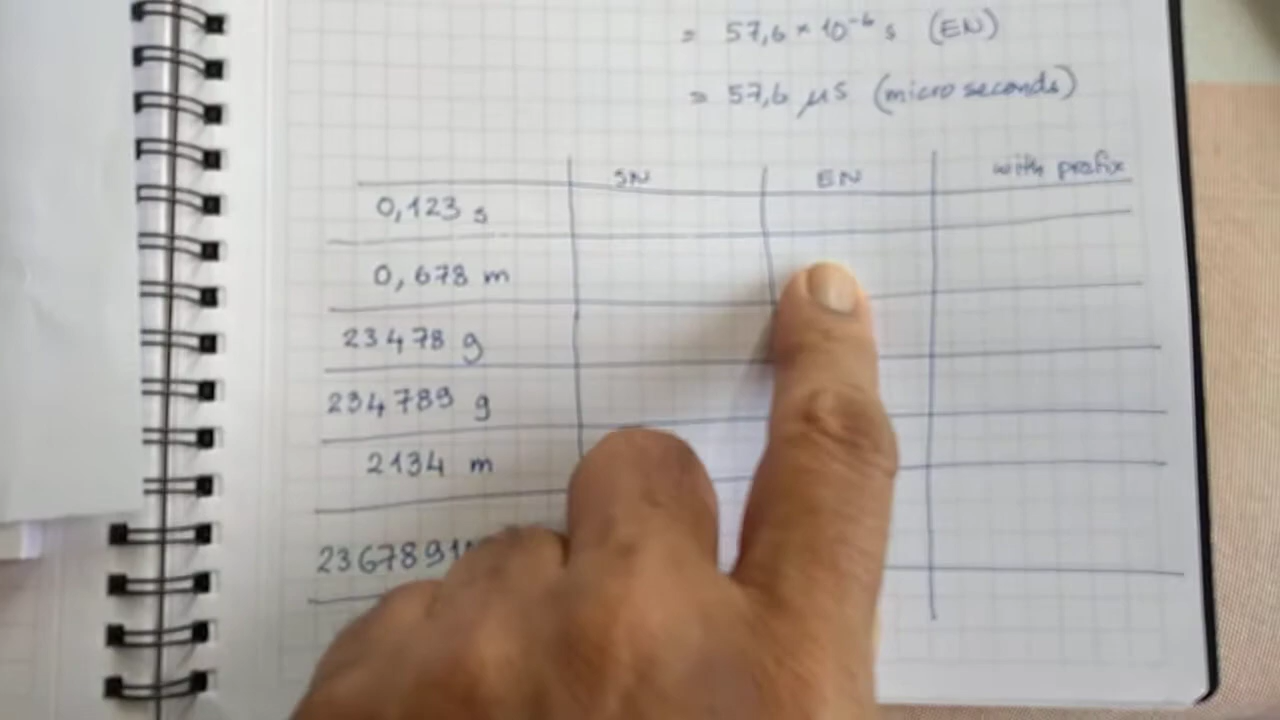 = 57,6 × 10⁻⁶ s (EN)
= 57,6 μs (micro seconds)
SN EN with prefix
0,123 s
0,678 m
23478 g
234789 g
2134 m